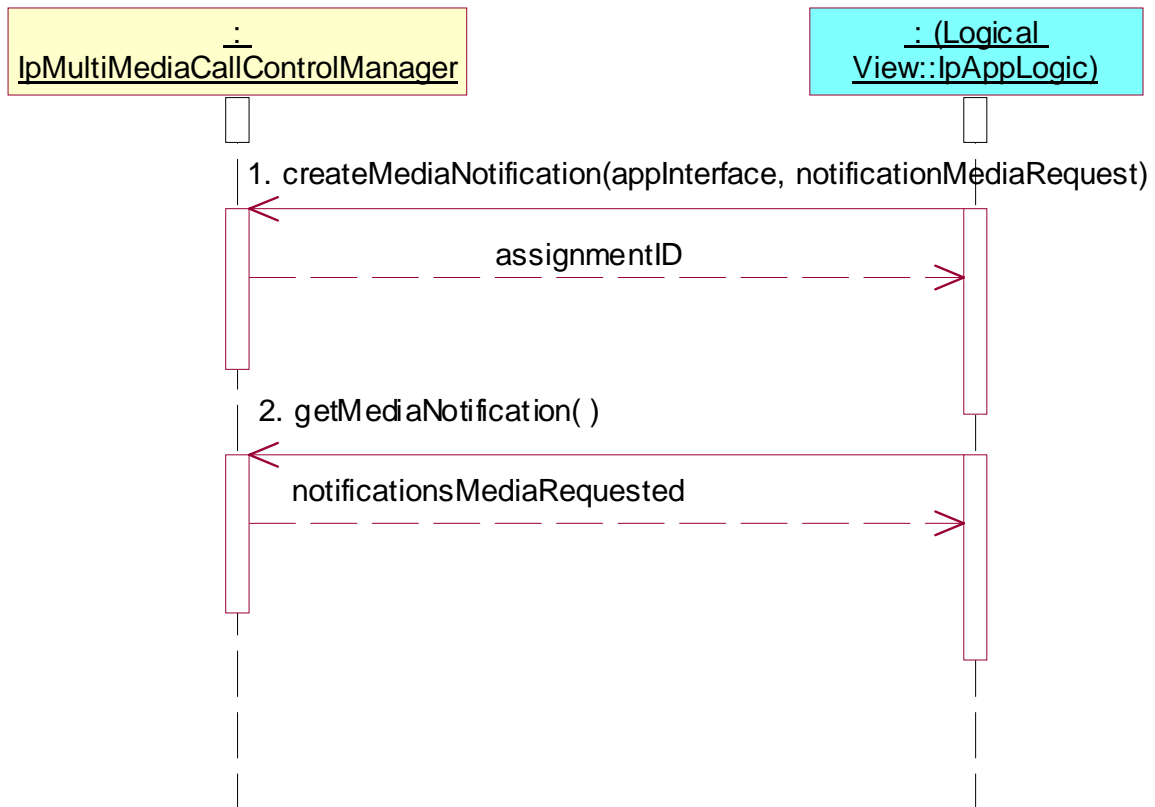 :
IpMultiMediaCallControlManager
: (Logical
View::IpAppLogic)
1. createMediaNotification(appInterface, notificationMediaRequest)
assignmentID
2. getMediaNotification( )
notificationsMediaRequested